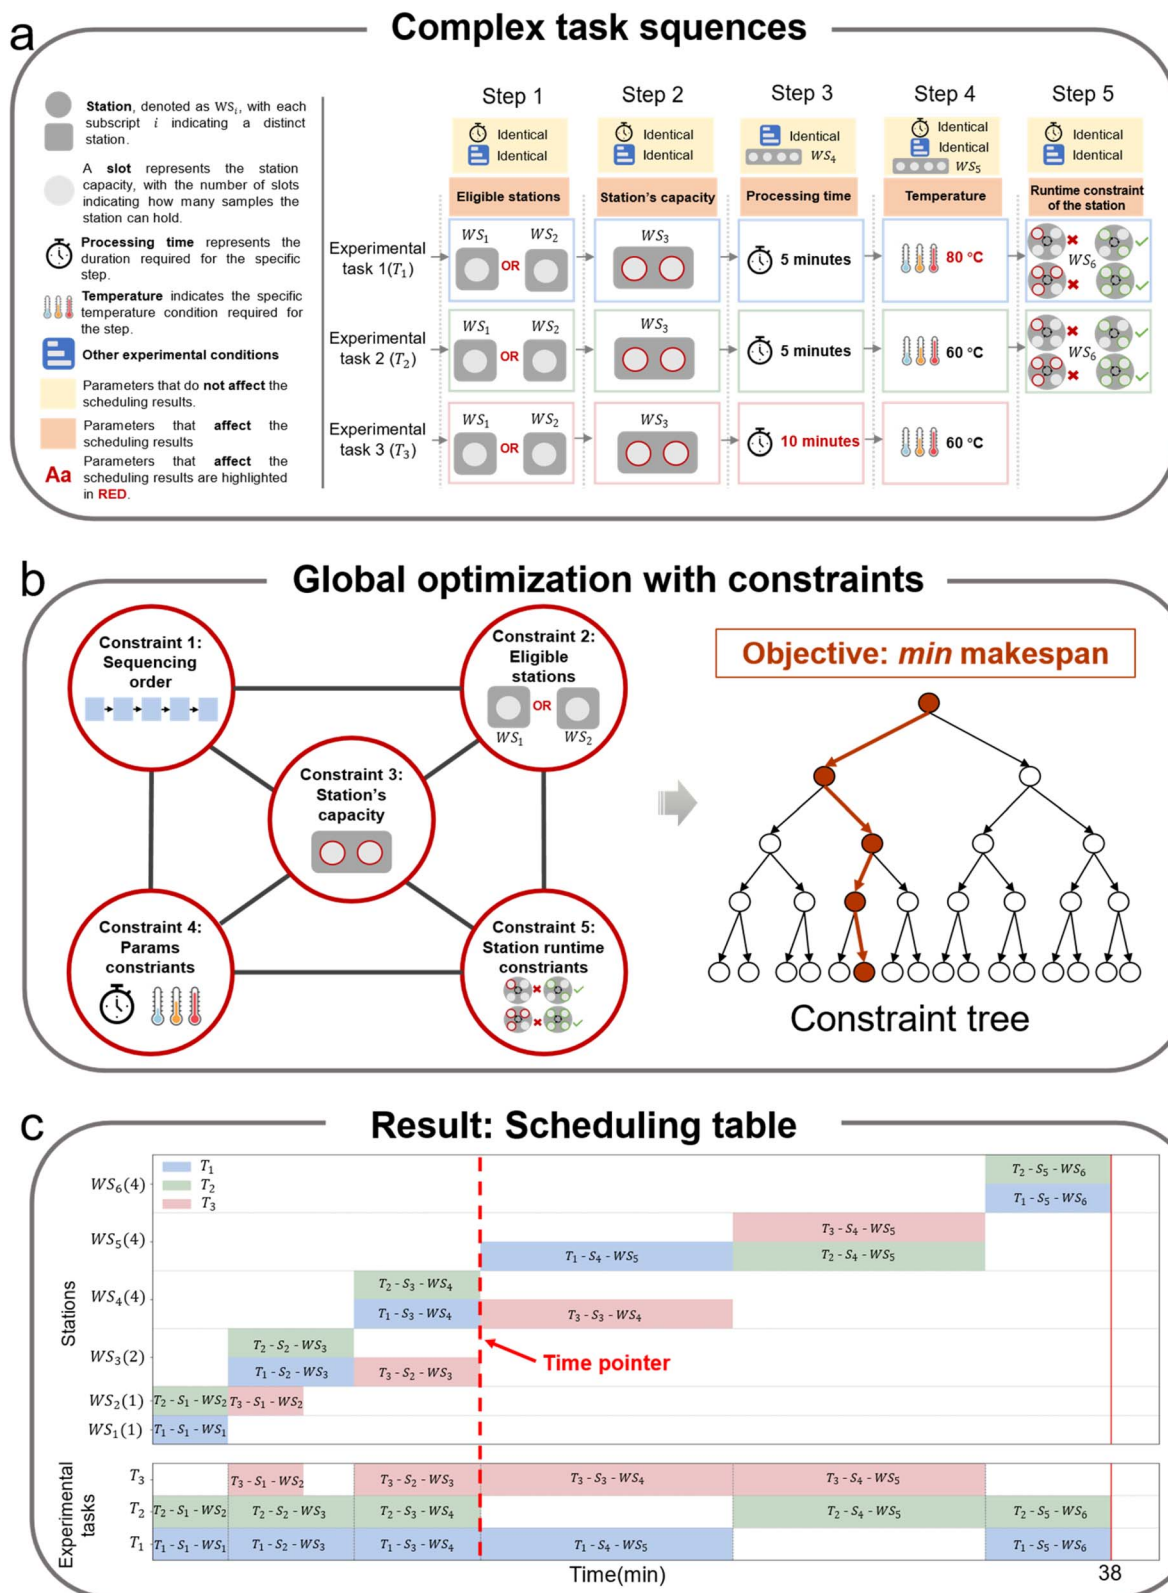 a
Complex task squences
Station, denoted as WSᵢ, with each
subscript i indicating a distinct
station.
A slot represents the station
capacity, with the number of slots
indicating how many samples the
station can hold.
Processing time represents the
duration required for the specific
step.
Temperature indicates the specific
temperature condition required for
the step.
Other experimental conditions
Parameters that do not affect the
scheduling results.
Parameters that affect the
scheduling results
Aa
Parameters that affect the
scheduling results are highlighted
in RED.
Step 1
Step 2
Step 3
Step 4
Step 5
Identical
Identical
Identical
Identical
Identical
WS₄
Identical
Identical
WS₅
Identical
Identical
Eligible stations
Station's capacity
Processing time
Temperature
Runtime constraint
of the station
Experimental
task 1(T₁)
WS₁
OR
WS₂
WS₃
5 minutes
80 °C
WS₆
Experimental
task 2 (T₂)
WS₁
OR
WS₂
WS₃
5 minutes
60 °C
WS₆
Experimental
task 3 (T₃)
WS₁
OR
WS₂
WS₃
10 minutes
60 °C
b
Global optimization with constraints
Constraint 1:
Sequencing
order
Constraint 2:
Eligible
stations
OR
WS₁
WS₂
Constraint 3:
Station's
capacity
Constraint 4:
Params
constriants
Constraint 5:
Station runtime
constriants
Objective: min makespan
Constraint tree
c
Result: Scheduling table
T₁
T₂
T₃
Stations
WS₆(4)
T₂ - S₅ - WS₆
T₁ - S₅ - WS₆
WS₅(4)
T₃ - S₄ - WS₅
T₁ - S₄ - WS₅
T₂ - S₄ - WS₅
WS₄(4)
T₂ - S₃ - WS₄
T₁ - S₃ - WS₄
T₃ - S₃ - WS₄
WS₃(2)
T₂ - S₂ - WS₃
T₁ - S₂ - WS₃
T₃ - S₂ - WS₃
Time pointer
WS₂(1)
T₂ - S₁ - WS₂
T₃ - S₁ - WS₂
WS₁(1)
T₁ - S₁ - WS₁
Experimental
tasks
T₃
T₃ - S₁ - WS₂
T₃ - S₂ - WS₃
T₃ - S₃ - WS₄
T₃ - S₄ - WS₅
T₂
T₂ - S₁ - WS₂
T₂ - S₂ - WS₃
T₂ - S₃ - WS₄
T₂ - S₄ - WS₅
T₂ - S₅ - WS₆
T₁
T₁ - S₁ - WS₁
T₁ - S₂ - WS₃
T₁ - S₃ - WS₄
T₁ - S₄ - WS₅
T₁ - S₅ - WS₆
Time(min)
38